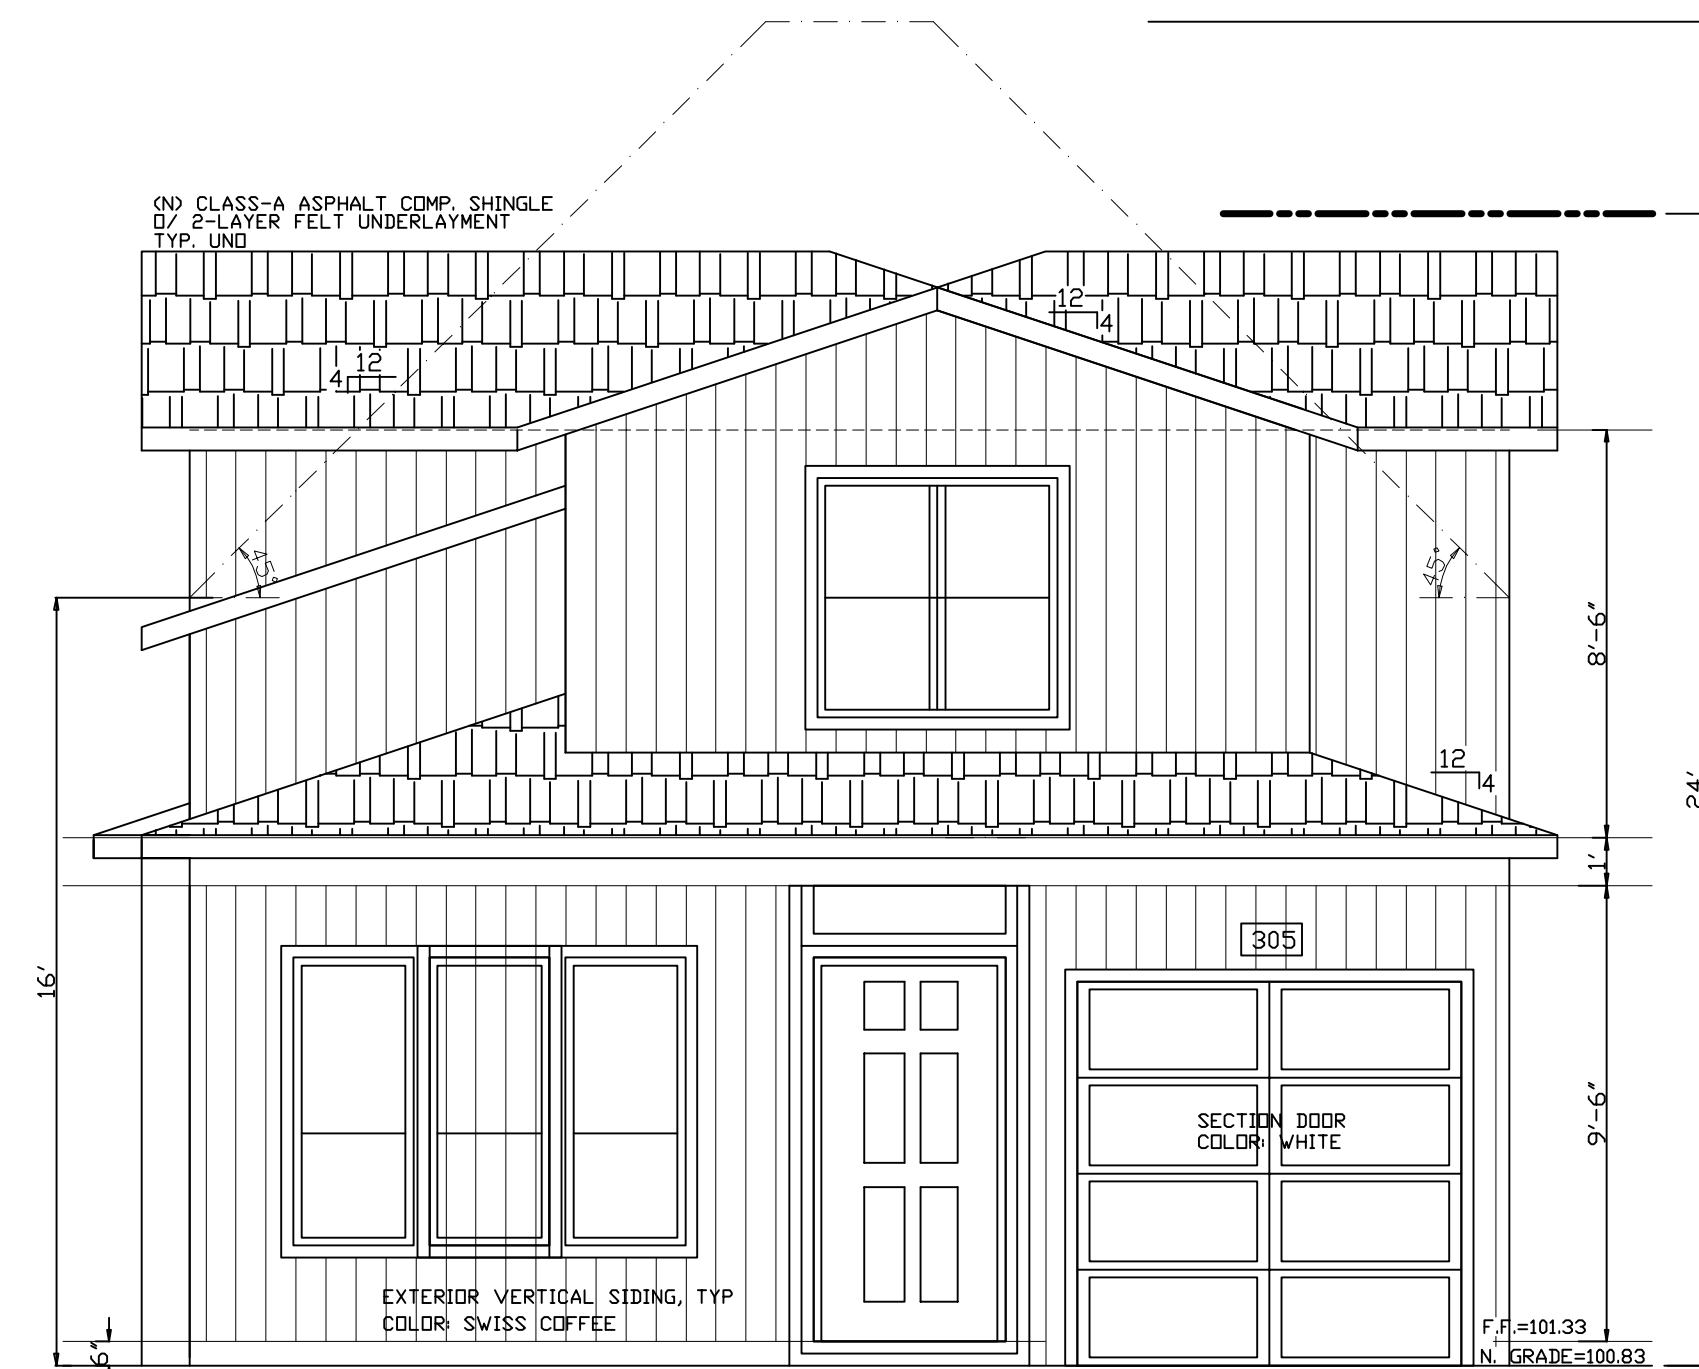 (N) CLASS-A ASPHALT COMP. SHINGLE
O/ 2-LAYER FELT UNDERLAYMENT
TYP. UNO
12
4
12
4
45°
45°
8'-6"
12
4
24'
1'
305
16'
9'-6"
SECTION DOOR
COLOR: WHITE
EXTERIOR VERTICAL SIDING, TYP
COLOR: SWISS COFFEE
6"
F.F.=101.33
N. GRADE=100.83